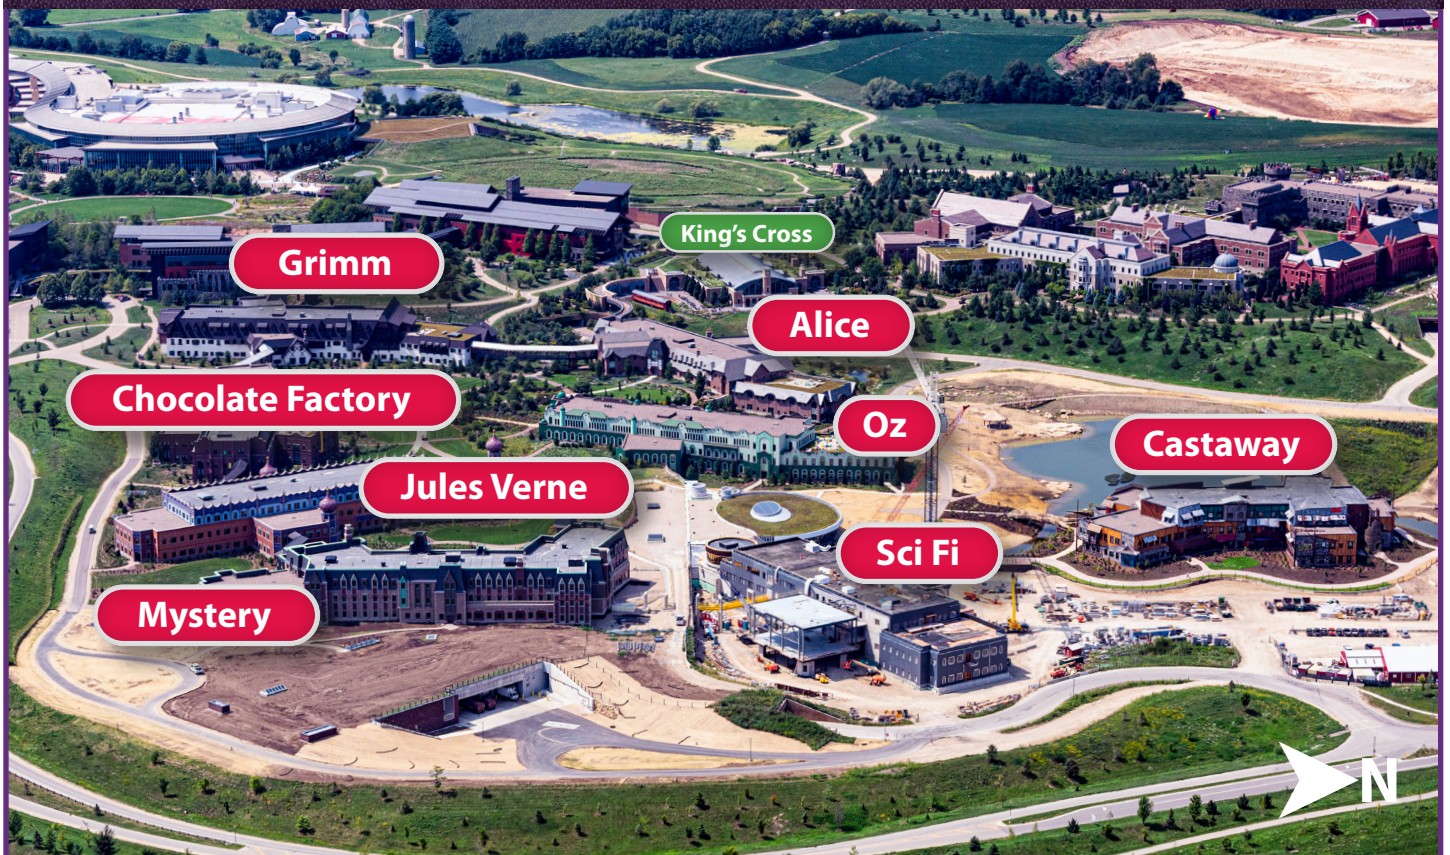 King's Cross
Grimm
Alice
Chocolate Factory
Oz
Castaway
Jules Verne
Sci Fi
Mystery
N